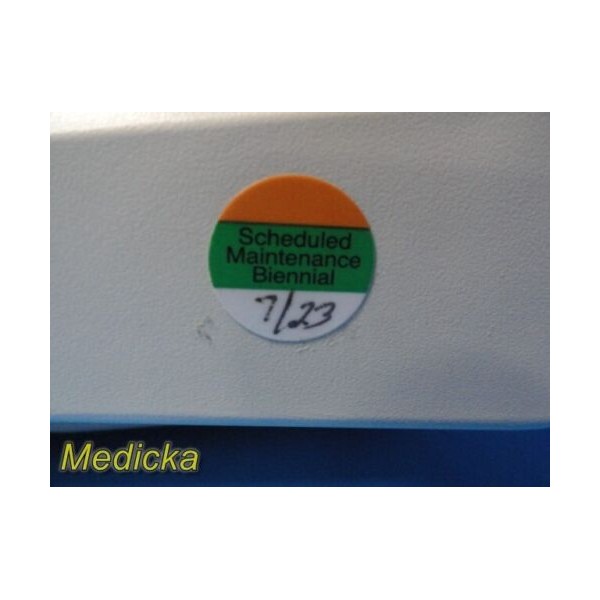 Scheduled
Maintenance
Biennial
7/23
Medicka